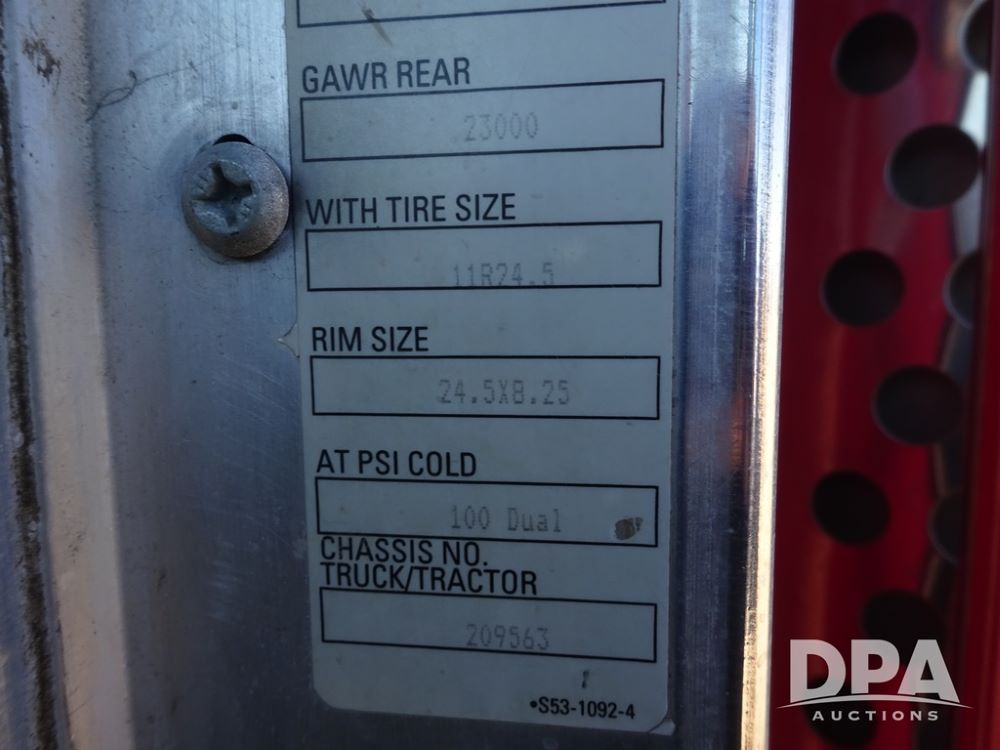 GAWR REAR
23000
WITH TIRE SIZE
11R24.5
RIM SIZE
24.5X8.25
AT PSI COLD
100 Dual
CHASSIS NO.
TRUCK/TRACTOR
209563
•S53-1092-4
DPA
AUCTIONS